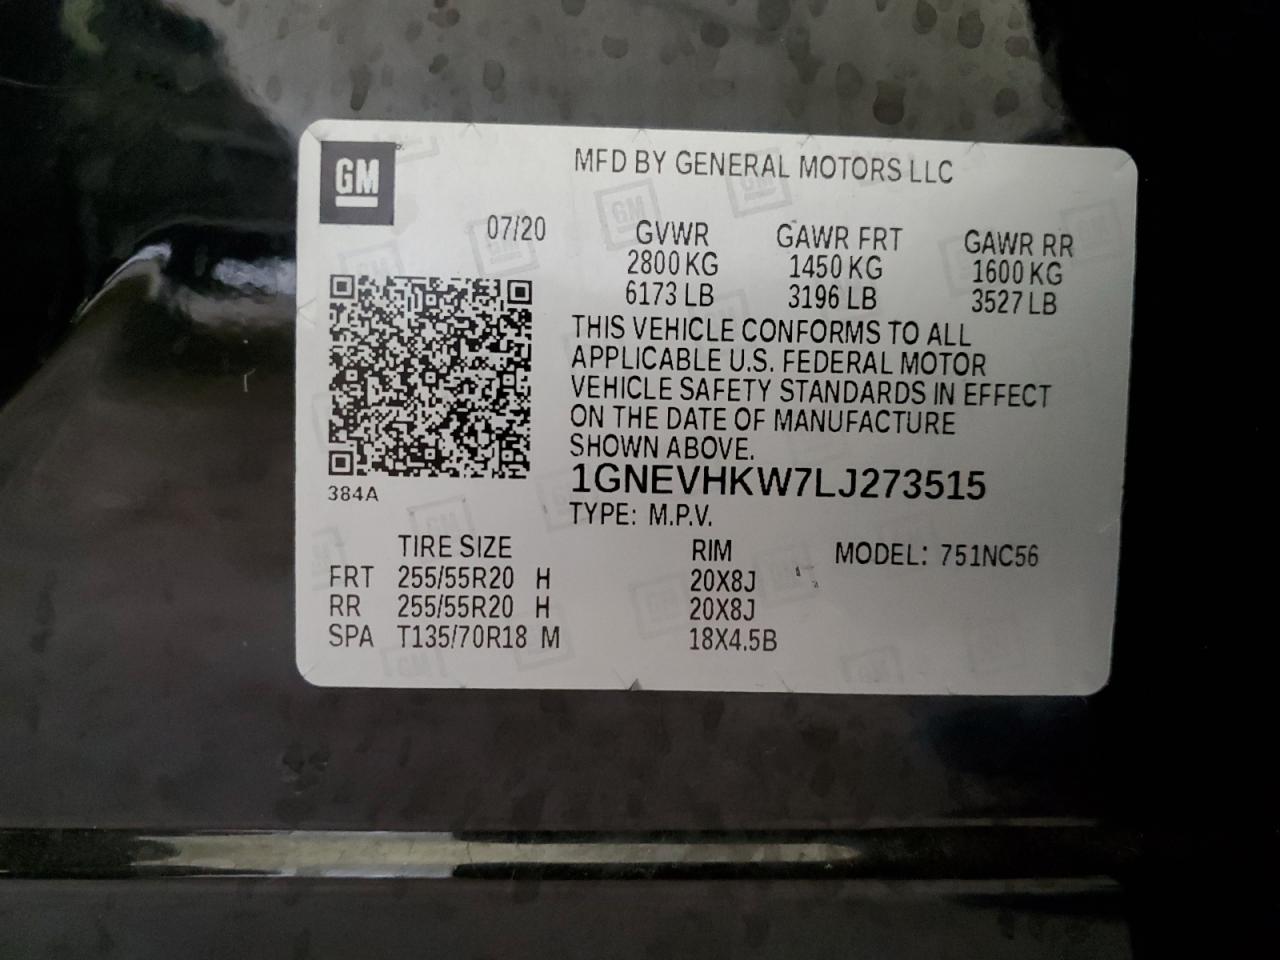 GM
MFD BY GENERAL MOTORS LLC
07/20
GVWR GAWR FRT GAWR RR
2800 KG 1450 KG 1600 KG
6173 LB 3196 LB 3527 LB
THIS VEHICLE CONFORMS TO ALL
APPLICABLE U.S. FEDERAL MOTOR
VEHICLE SAFETY STANDARDS IN EFFECT
ON THE DATE OF MANUFACTURE
SHOWN ABOVE.
1GNEVHKW7LJ273515
384A
TYPE: M.P.V.
TIRE SIZE RIM MODEL: 751NC56
FRT 255/55R20 H 20X8J
RR 255/55R20 H 20X8J
SPA T135/70R18 M 18X4.5B